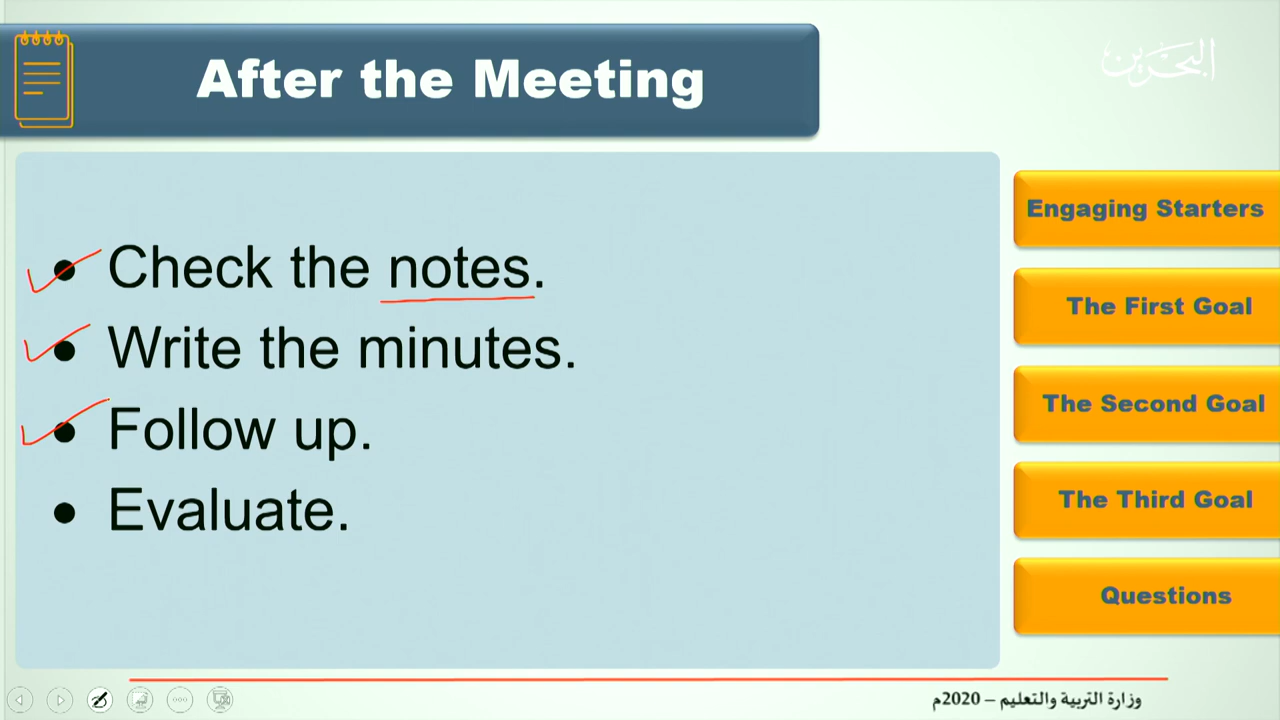 After the Meeting
البحرين
• Check the notes.
• Write the minutes.
• Follow up.
• Evaluate.
Engaging Starters
The First Goal
The Second Goal
The Third Goal
Questions
وزارة التربية والتعليم – 2020م